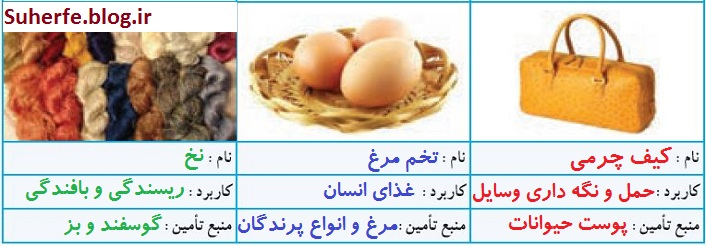 Suherfe.blog.ir
نام : کیف چرمی
نام : تخم مرغ
نام : نخ
کاربرد :حمل و نگه داری وسایل
کاربرد : غذای انسان
کاربرد : ریسندگی و بافندگی
منبع تأمین : پوست حیوانات
منبع تأمین :مرغ و انواع پرندگان
منبع تأمین : گوسفند و بز